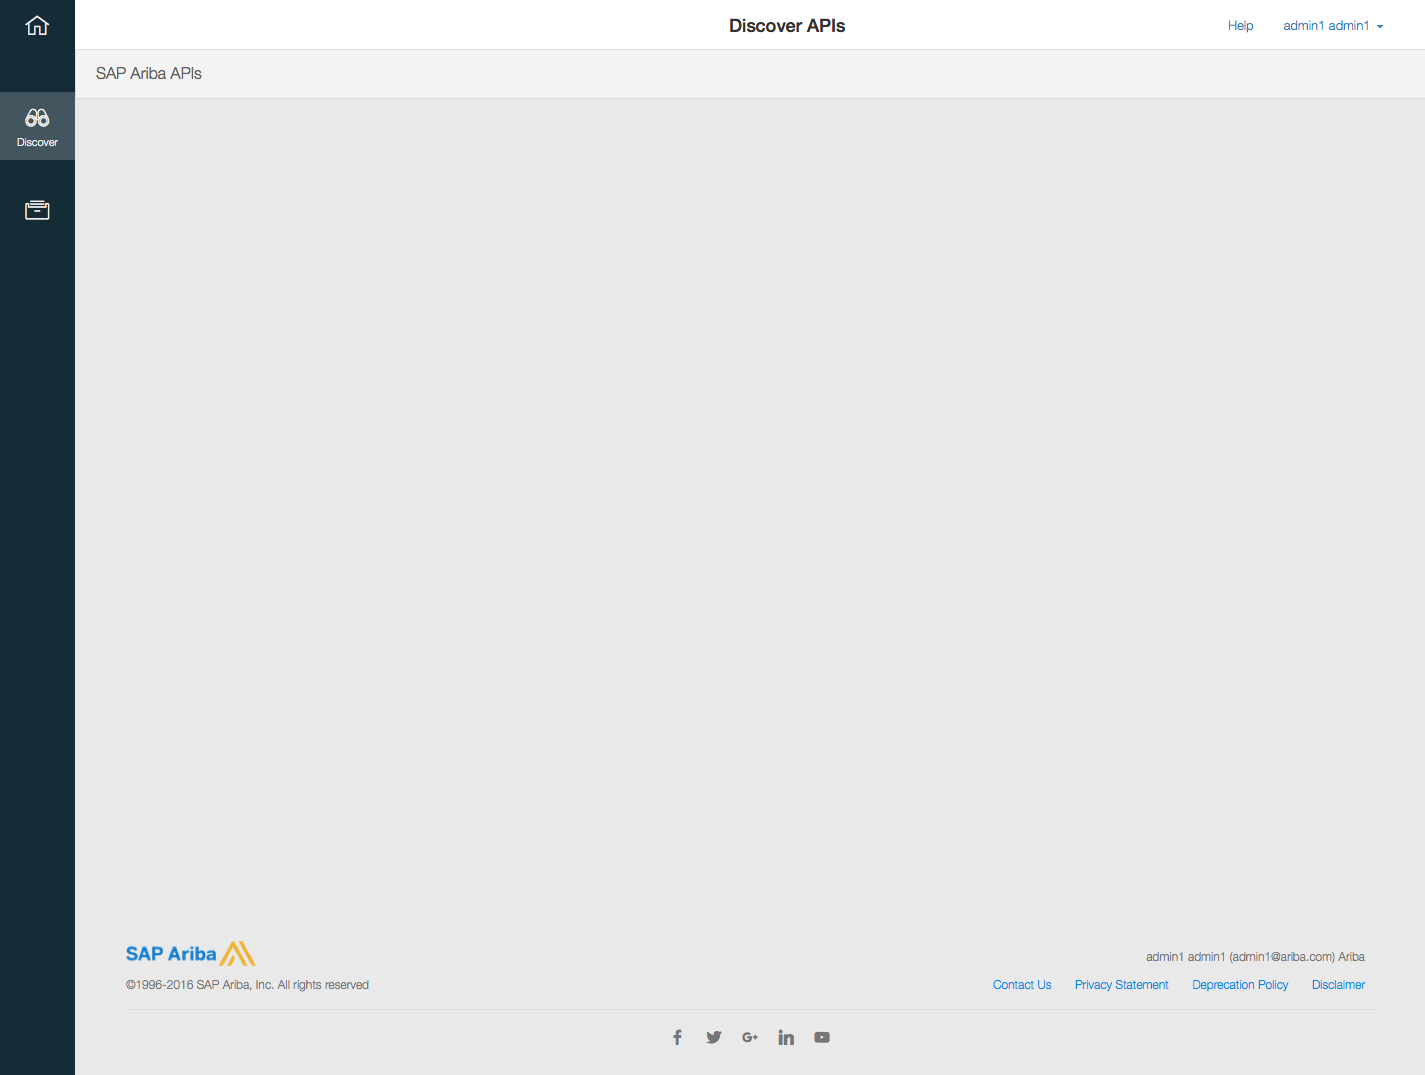 Discover APIs
Help
admin1 admin1
SAP Ariba APIs
Discover
SAP Ariba
admin1 admin1 (admin1@ariba.com) Ariba
©1996-2016 SAP Ariba, Inc. All rights reserved
Contact Us
Privacy Statement
Deprecation Policy
Disclaimer